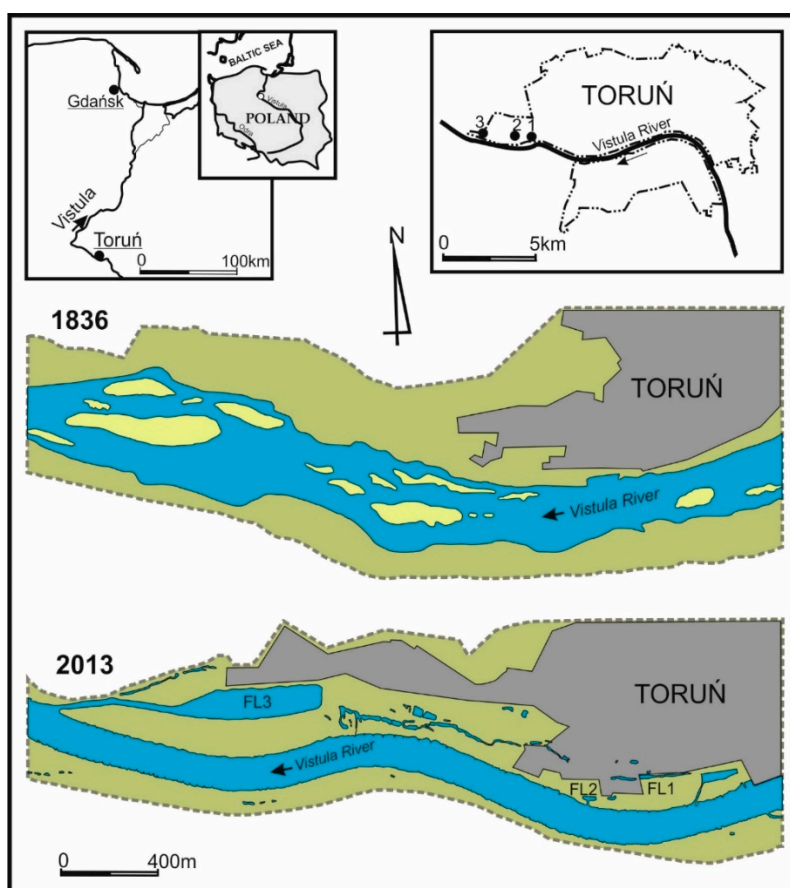 Gdańsk
Vistula
Toruń
0 100km
BALTIC SEA
Vistula
POLAND
Odra
TORUŃ
3 2 1
Vistula River
0 5km
N
1836
TORUŃ
Vistula River
2013
TORUŃ
FL3
Vistula River
FL2 FL1
0 400m